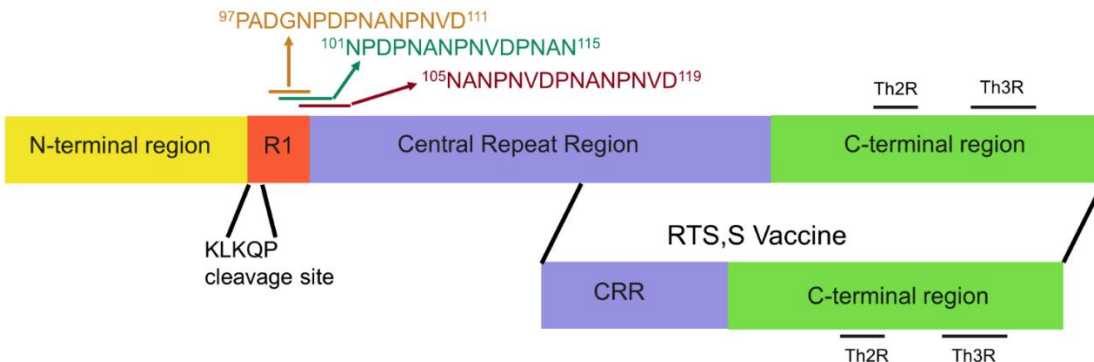 97PADGNPDPNANPNVD111
101NPDPNANPNVDPNAN115
105NANPNVDPNANPNVD119
Th2R Th3R
N-terminal region R1 Central Repeat Region C-terminal region
KLKQP
cleavage site
RTS,S Vaccine
CRR C-terminal region
Th2R Th3R